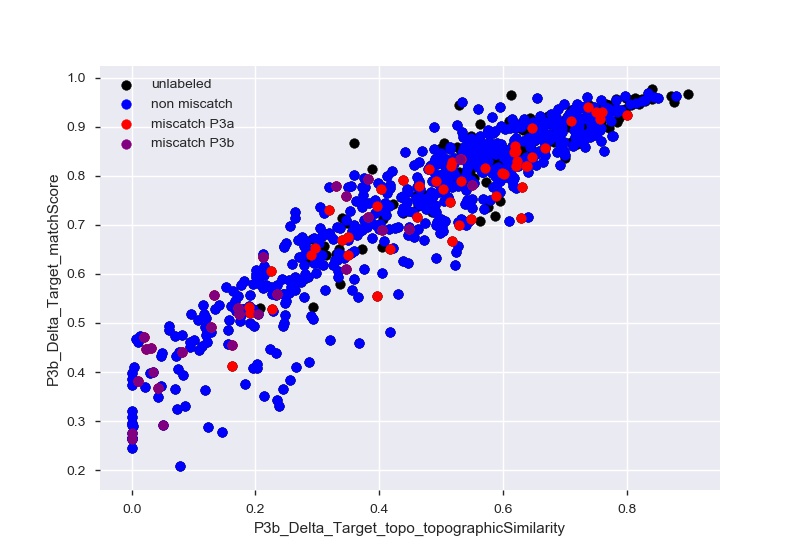 unlabeled
non miscatch
miscatch P3a
miscatch P3b
1.0
0.9
0.8
0.7
0.6
0.5
0.4
0.3
0.2
P3b_Delta_Target_matchScore
0.0 0.2 0.4 0.6 0.8
P3b_Delta_Target_topo_topographicSimilarity